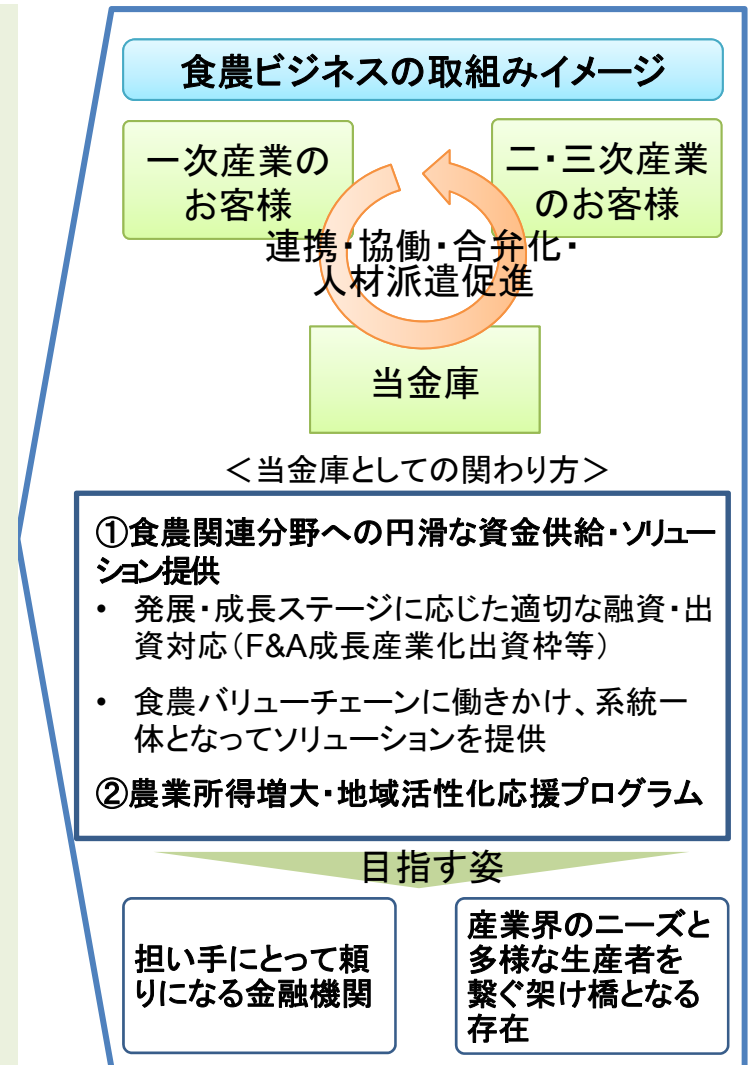 食農ビジネスの取組みイメージ
一次産業の
お客様
二・三次産業
のお客様
連携・協働・合弁化・
人材派遣促進
当金庫
＜当金庫としての関わり方＞
①食農関連分野への円滑な資金供給・ソリュー
ション提供
• 発展・成長ステージに応じた適切な融資・出
資対応（F&A成長産業化出資枠等）
• 食農バリューチェーンに働きかけ、系統一
体となってソリューションを提供
②農業所得増大・地域活性化応援プログラム
目指す姿
担い手にとって頼
りになる金融機関
産業界のニーズと
多様な生産者を
繋ぐ架け橋となる
存在